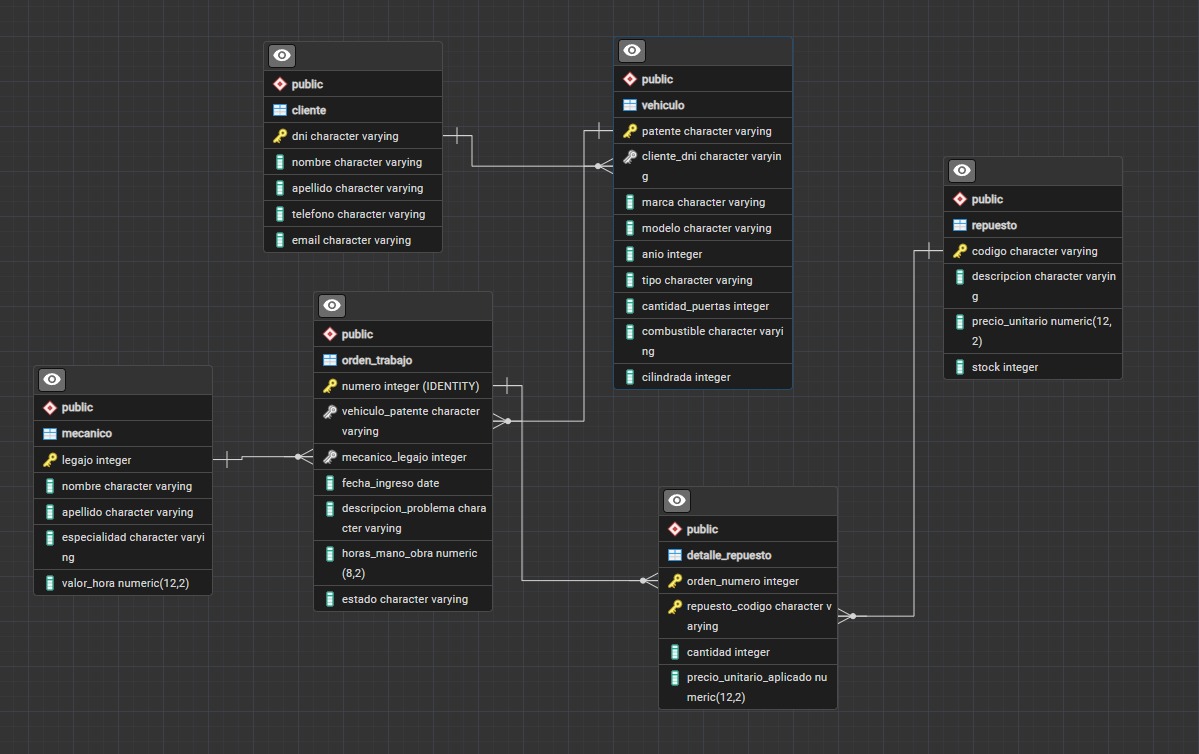 public
cliente
dni character varying
nombre character varying
apellido character varying
telefono character varying
email character varying
public
vehiculo
patente character varying
cliente_dni character varyin
g
marca character varying
modelo character varying
anio integer
tipo character varying
cantidad_puertas integer
combustible character varyi
ng
cilindrada integer
public
repuesto
codigo character varying
descripcion character varyin
g
precio_unitario numeric(12,
2)
stock integer
public
orden_trabajo
numero integer (IDENTITY)
vehiculo_patente character
varying
mecanico_legajo integer
fecha_ingreso date
descripcion_problema chara
cter varying
horas_mano_obra numeric
(8,2)
estado character varying
public
mecanico
legajo integer
nombre character varying
apellido character varying
especialidad character varyi
ng
valor_hora numeric(12,2)
public
detalle_repuesto
orden_numero integer
repuesto_codigo character v
arying
cantidad integer
precio_unitario_aplicado nu
meric(12,2)